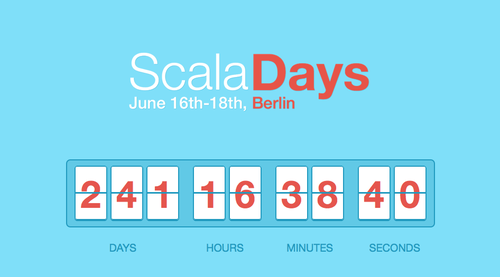 ScalaDays
June 16th-18th, Berlin
241 16 38 40
DAYS HOURS MINUTES SECONDS